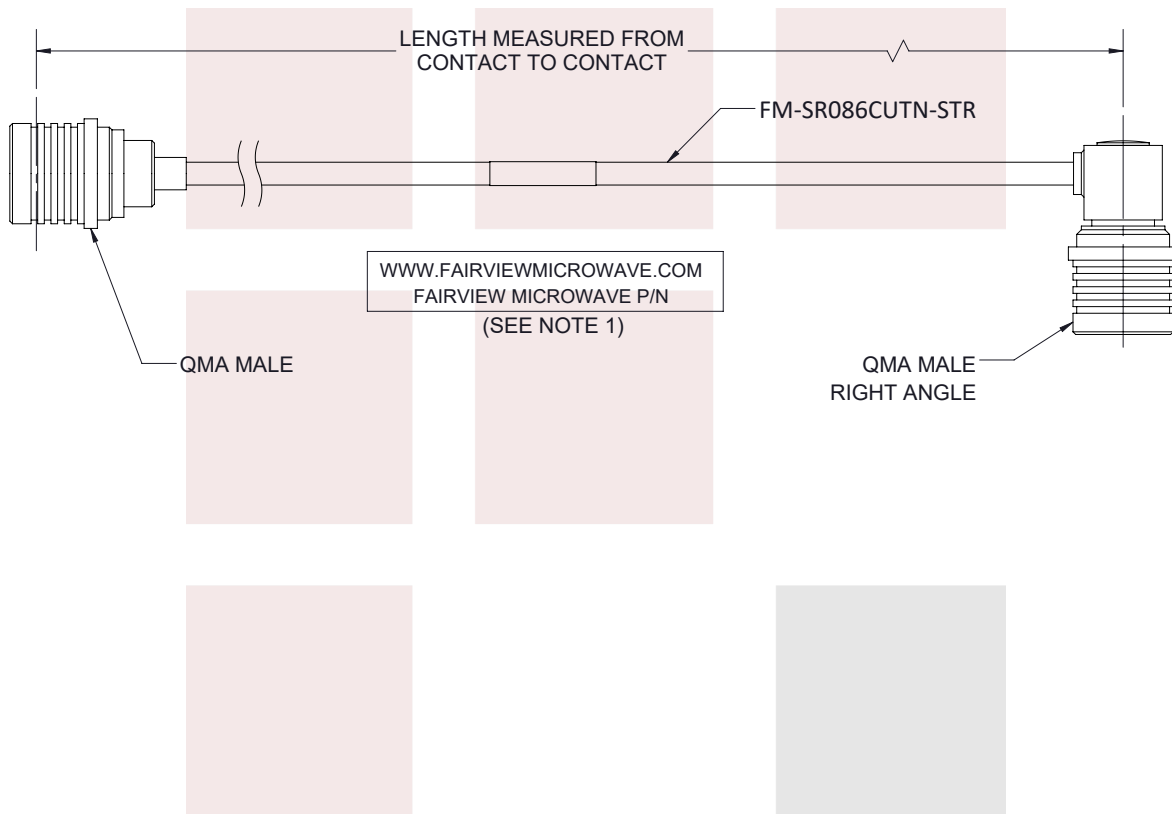 LENGTH MEASURED FROM
CONTACT TO CONTACT
FM-SR086CUTN-STR
WWW.FAIRVIEWMICROWAVE.COM
FAIRVIEW MICROWAVE P/N
(SEE NOTE 1)
QMA MALE
QMA MALE
RIGHT ANGLE